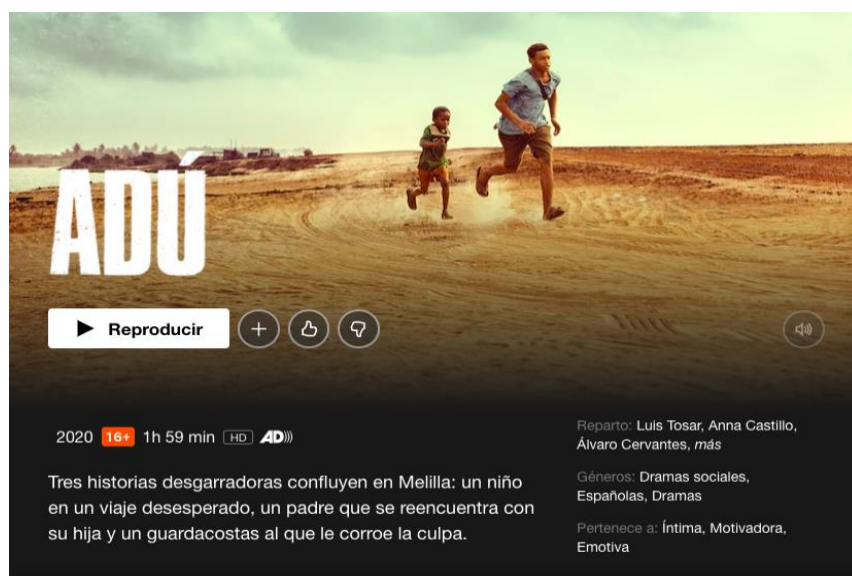 ADÚ
Reproducir
2020 16+ 1h 59 min HD AD
Tres historias desgarradoras confluyen en Melilla: un niño
en un viaje desesperado, un padre que se reencuentra con
su hija y un guardacostas al que le corroe la culpa.
Reparto: Luis Tosar, Anna Castillo,
Álvaro Cervantes, más
Géneros: Dramas sociales,
Españolas, Dramas
Pertenece a: Íntima, Motivadora,
Emotiva